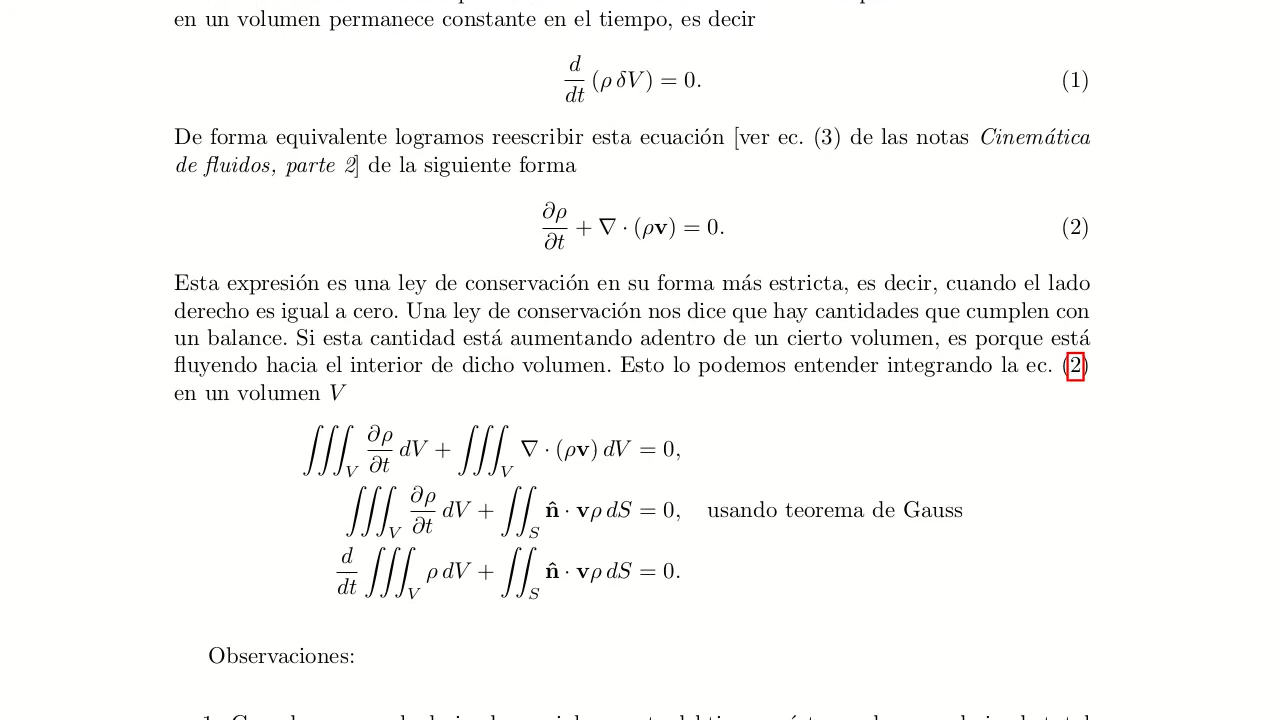 en un volumen permanece constante en el tiempo, es decir
d/dt (ρ δV) = 0. (1)
De forma equivalente logramos reescribir esta ecuación [ver ec. (3) de las notas Cinemática
de fluidos, parte 2] de la siguiente forma
∂ρ/∂t + ∇ · (ρv) = 0. (2)
Esta expresión es una ley de conservación en su forma más estricta, es decir, cuando el lado
derecho es igual a cero. Una ley de conservación nos dice que hay cantidades que cumplen con
un balance. Si esta cantidad está aumentando adentro de un cierto volumen, es porque está
fluyendo hacia el interior de dicho volumen. Esto lo podemos entender integrando la ec. (2)
en un volumen V
∭_V ∂ρ/∂t dV + ∭_V ∇ · (ρv) dV = 0,
∭_V ∂ρ/∂t dV + ∬_S n̂ · vρ dS = 0, usando teorema de Gauss
d/dt ∭_V ρ dV + ∬_S n̂ · vρ dS = 0.
Observaciones: